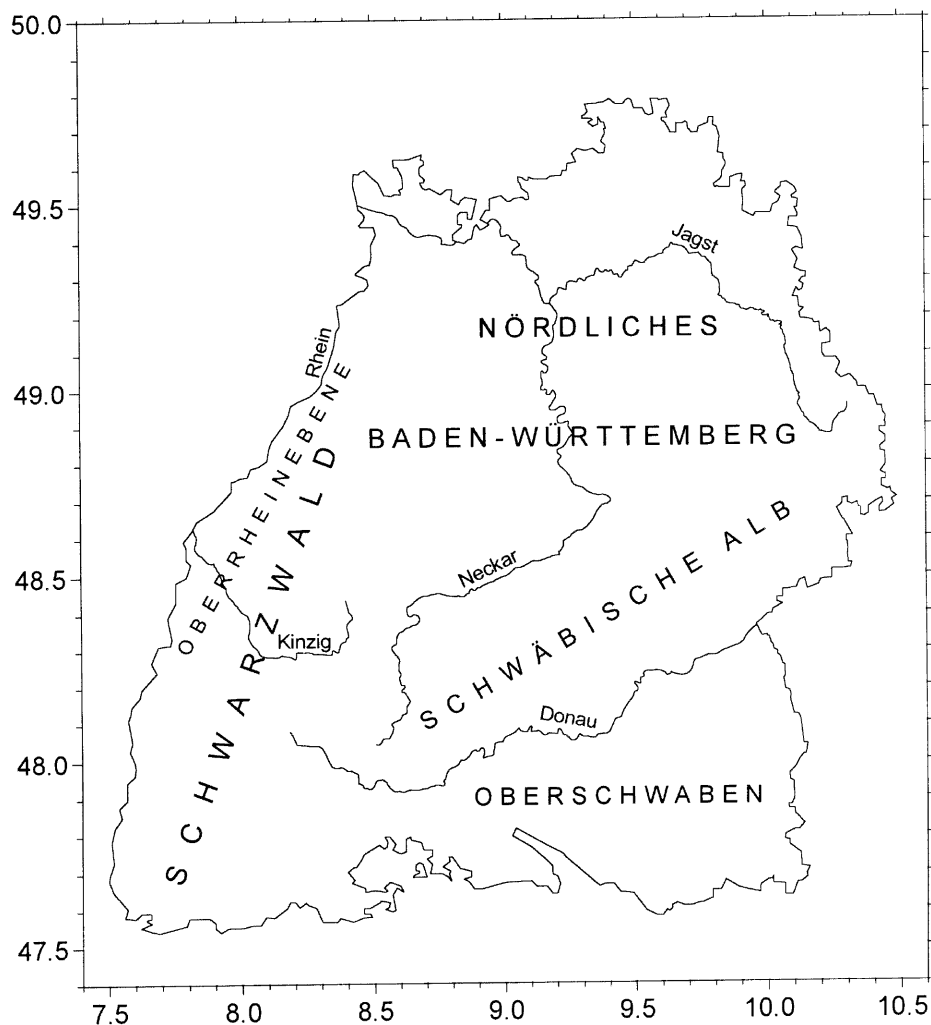 50.0
49.5
Jagst
NÖRDLICHES
Rhein
49.0
BADEN-WÜRTTEMBERG
OBERRHEINEBENE
SCHWARZWALD
SCHWÄBISCHE ALB
Neckar
48.5
Kinzig
Donau
48.0
OBERSCHWABEN
47.5
7.5 8.0 8.5 9.0 9.5 10.0 10.5